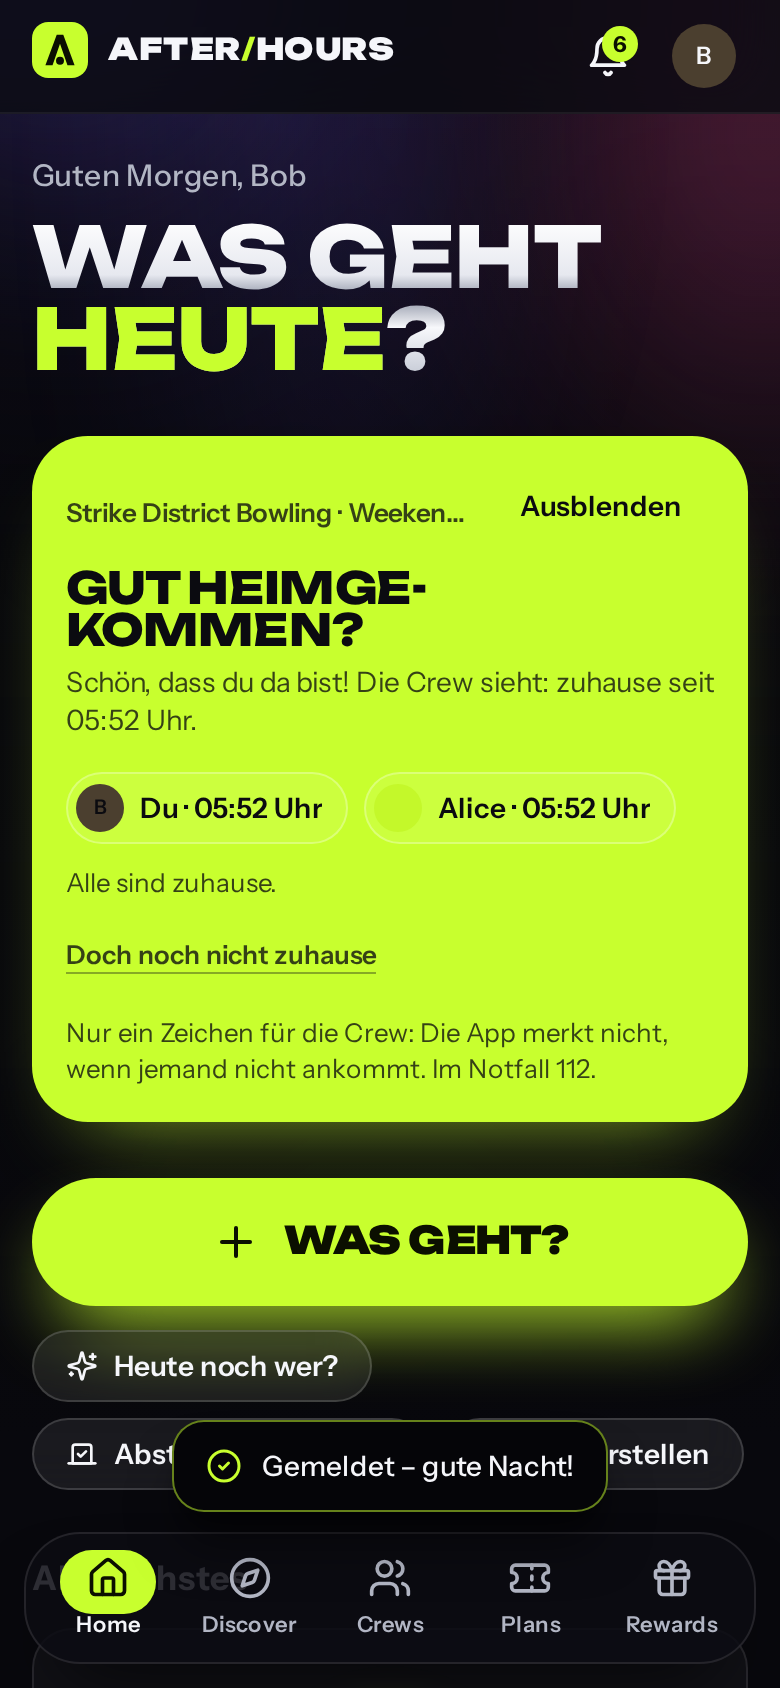 AFTER/HOURS
6
B
Guten Morgen, Bob
WAS GEHT
HEUTE?
Strike District Bowling · Weeken...
Ausblenden
GUT HEIMGE-
KOMMEN?
Schön, dass du da bist! Die Crew sieht: zuhause seit
05:52 Uhr.
B
Du · 05:52 Uhr
Alice · 05:52 Uhr
Alle sind zuhause.
Doch noch nicht zuhause
Nur ein Zeichen für die Crew: Die App merkt nicht,
wenn jemand nicht ankommt. Im Notfall 112.
WAS GEHT?
Heute noch wer?
Gemeldet – gute Nacht!
Home
Discover
Crews
Plans
Rewards